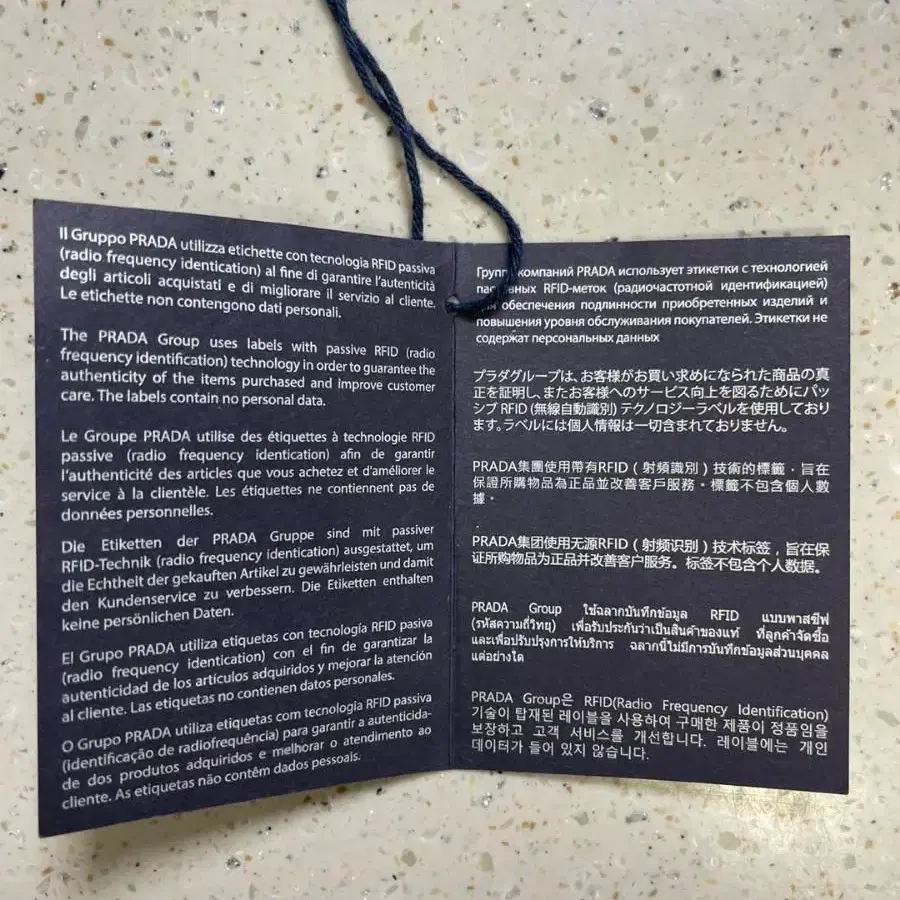 Il Gruppo PRADA utilizza etichette con tecnologia RFID passiva
(radio frequency identication) al fine di garantire l'autenticità
degli articoli acquistati e di migliorare il servizio al cliente.
Le etichette non contengono dati personali.
The PRADA Group uses labels with passive RFID (radio
frequency identification) technology in order to guarantee the
authenticity of the items purchased and improve customer
care. The labels contain no personal data.
Le Groupe PRADA utilise des étiquettes à technologie RFID
passive (radio frequency identication) afin de garantir
l'authenticité des articles que vous achetez et d'améliorer le
service à la clientèle. Les étiquettes ne contiennent pas de
données personnelles.
Die Etiketten der PRADA Gruppe sind mit passiver
RFID-Technik (radio frequency identication) ausgestattet, um
die Echtheit der gekauften Artikel zu gewährleisten und damit
den Kundenservice zu verbessern. Die Etiketten enthalten
keine persönlichen Daten.
El Grupo PRADA utiliza etiquetas con tecnología RFID pasiva
(radio frequency identication) con el fin de garantizar la
autenticidad de los artículos adquiridos y mejorar la atención
al cliente. Las etiquetas no contienen datos personales.
O Grupo PRADA utiliza etiquetas com tecnologia RFID passiva
(identificação de radiofrequência) para garantir a autenticida-
de dos produtos adquiridos e melhorar o atendimento ao
cliente. As etiquetas não contêm dados pessoais.
компаний PRADA использует этикетки с технологией
RFID-меток (радиочастотной идентификацией)
обеспечения подлинности приобретенных изделий и
повышения уровня обслуживания покупателей. Этикетки не
содержат персональных данных
プラダグループは、お客様がお買い求めになられた商品の真
正を証明し、またお客様へのサービス向上を図るためにパッ
シブ RFID (無線自動識別) テクノロジーラベルを使用しており
ます。ラベルには個人情報は一切含まれておりません。
PRADA集團使用帶有RFID（射頻識別）技術的標籤，旨在
保證所購物品為正品並改善客戶服務。標籤不包含個人數
據。
PRADA集团使用无源RFID（射频识别）技术标签，旨在保
证所购物品为正品并改善客户服务。标签不包含个人数据。
PRADA Group ใช้ฉลากบันทึกข้อมูล RFID แบบพาสซีฟ
(รหัสความถี่วิทยุ) เพื่อรับประกันว่าเป็นสินค้าของแท้ ที่ลูกค้าจัดซื้อ
และเพื่อปรับปรุงการให้บริการ ฉลากนี้ไม่มีการบันทึกข้อมูลส่วนบุคคล
แต่อย่างใด
PRADA Group은 RFID(Radio Frequency Identification)
기술이 탑재된 레이블을 사용하여 구매한 제품이 정품임을
보장하고 고객 서비스를 개선합니다. 레이블에는 개인
데이터가 들어 있지 않습니다.